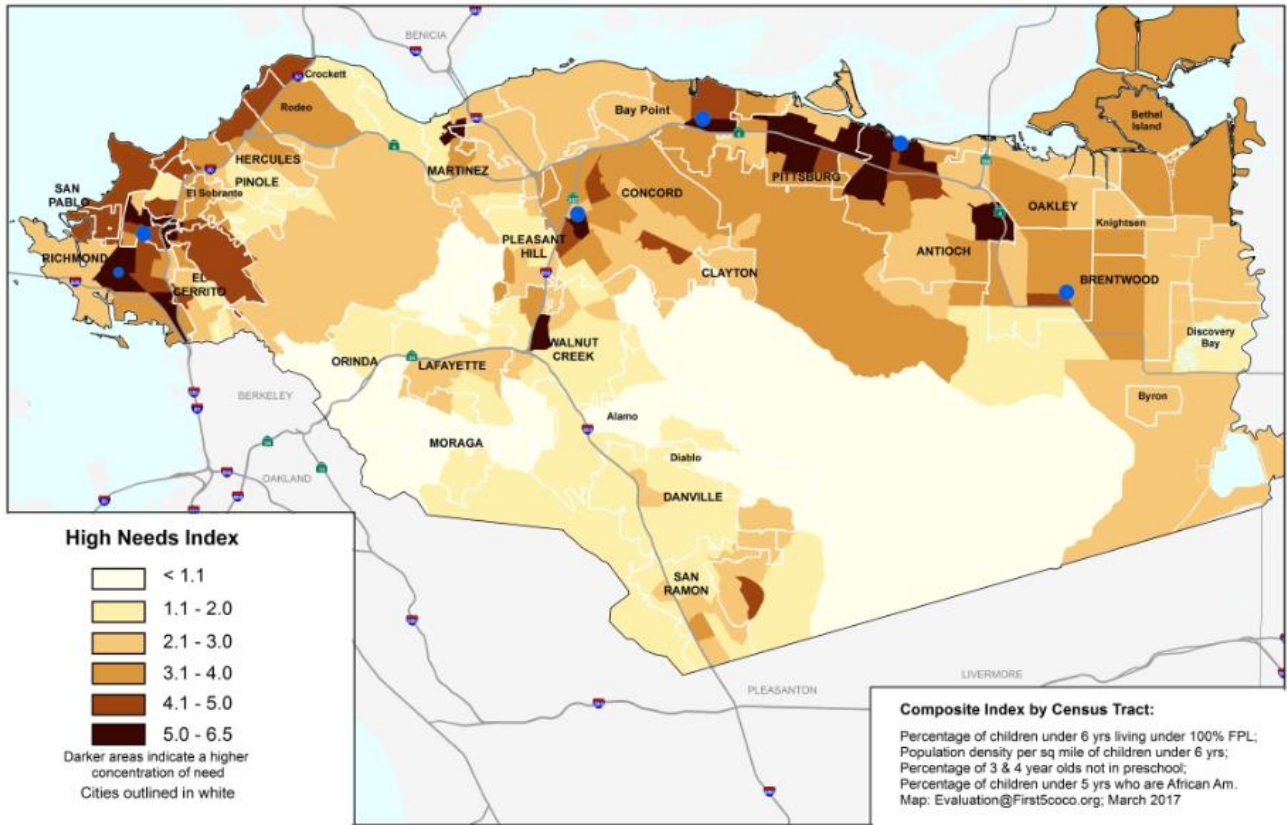 BENICIA
Crockett
Rodeo
Bay Point
Bethel
Island
HERCULES
MARTINEZ
PITTSBURG
PINOLE
El Sobrante
CONCORD
OAKLEY
SAN
PABLO
Knightsen
PLEASANT
HILL
ANTIOCH
RICHMOND
CLAYTON
EL
CERRITO
BRENTWOOD
Discovery
Bay
WALNUT
CREEK
ORINDA
LAFAYETTE
BERKELEY
Byron
Alamo
MORAGA
Diablo
OAKLAND
DANVILLE
SAN
RAMON
LIVERMORE
PLEASANTON
High Needs Index
< 1.1
1.1 - 2.0
2.1 - 3.0
3.1 - 4.0
4.1 - 5.0
5.0 - 6.5
Darker areas indicate a higher
concentration of need
Cities outlined in white
Composite Index by Census Tract:
Percentage of children under 6 yrs living under 100% FPL;
Population density per sq mile of children under 6 yrs;
Percentage of 3 & 4 year olds not in preschool;
Percentage of children under 5 yrs who are African Am.
Map: Evaluation@First5coco.org; March 2017